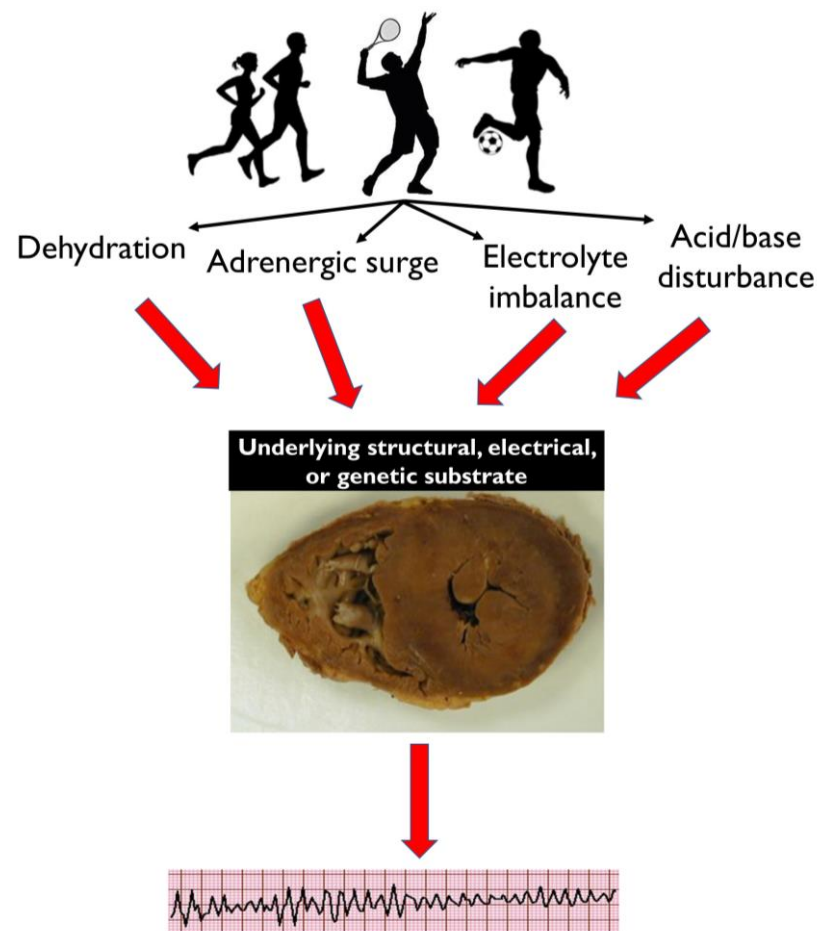 Dehydration
Adrenergic surge
Electrolyte
imbalance
Acid/base
disturbance
Underlying structural, electrical,
or genetic substrate